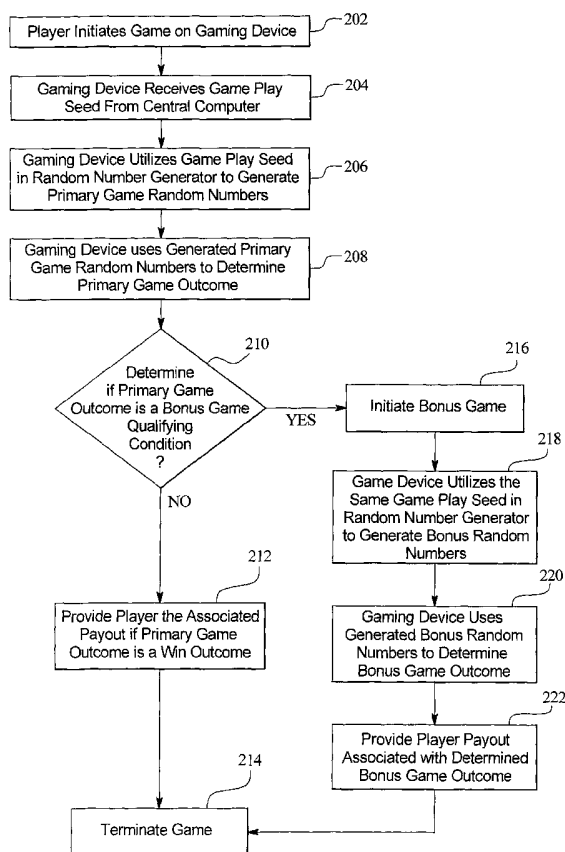 Player Initiates Game on Gaming Device
202
Gaming Device Receives Game Play
Seed From Central Computer
204
Gaming Device Utilizes Game Play Seed
in Random Number Generator to Generate
Primary Game Random Numbers
206
Gaming Device uses Generated Primary
Game Random Numbers to Determine
Primary Game Outcome
208
210
Determine
if Primary Game
Outcome is a Bonus Game
Qualifying
Condition
?
YES
NO
216
Initiate Bonus Game
218
Game Device Utilizes the
Same Game Play Seed in
Random Number Generator
to Generate Bonus Random
Numbers
212
Provide Player the Associated
Payout if Primary Game
Outcome is a Win Outcome
220
Gaming Device Uses
Generated Bonus Random
Numbers to Determine
Bonus Game Outcome
222
Provide Player Payout
Associated with Determined
Bonus Game Outcome
214
Terminate Game